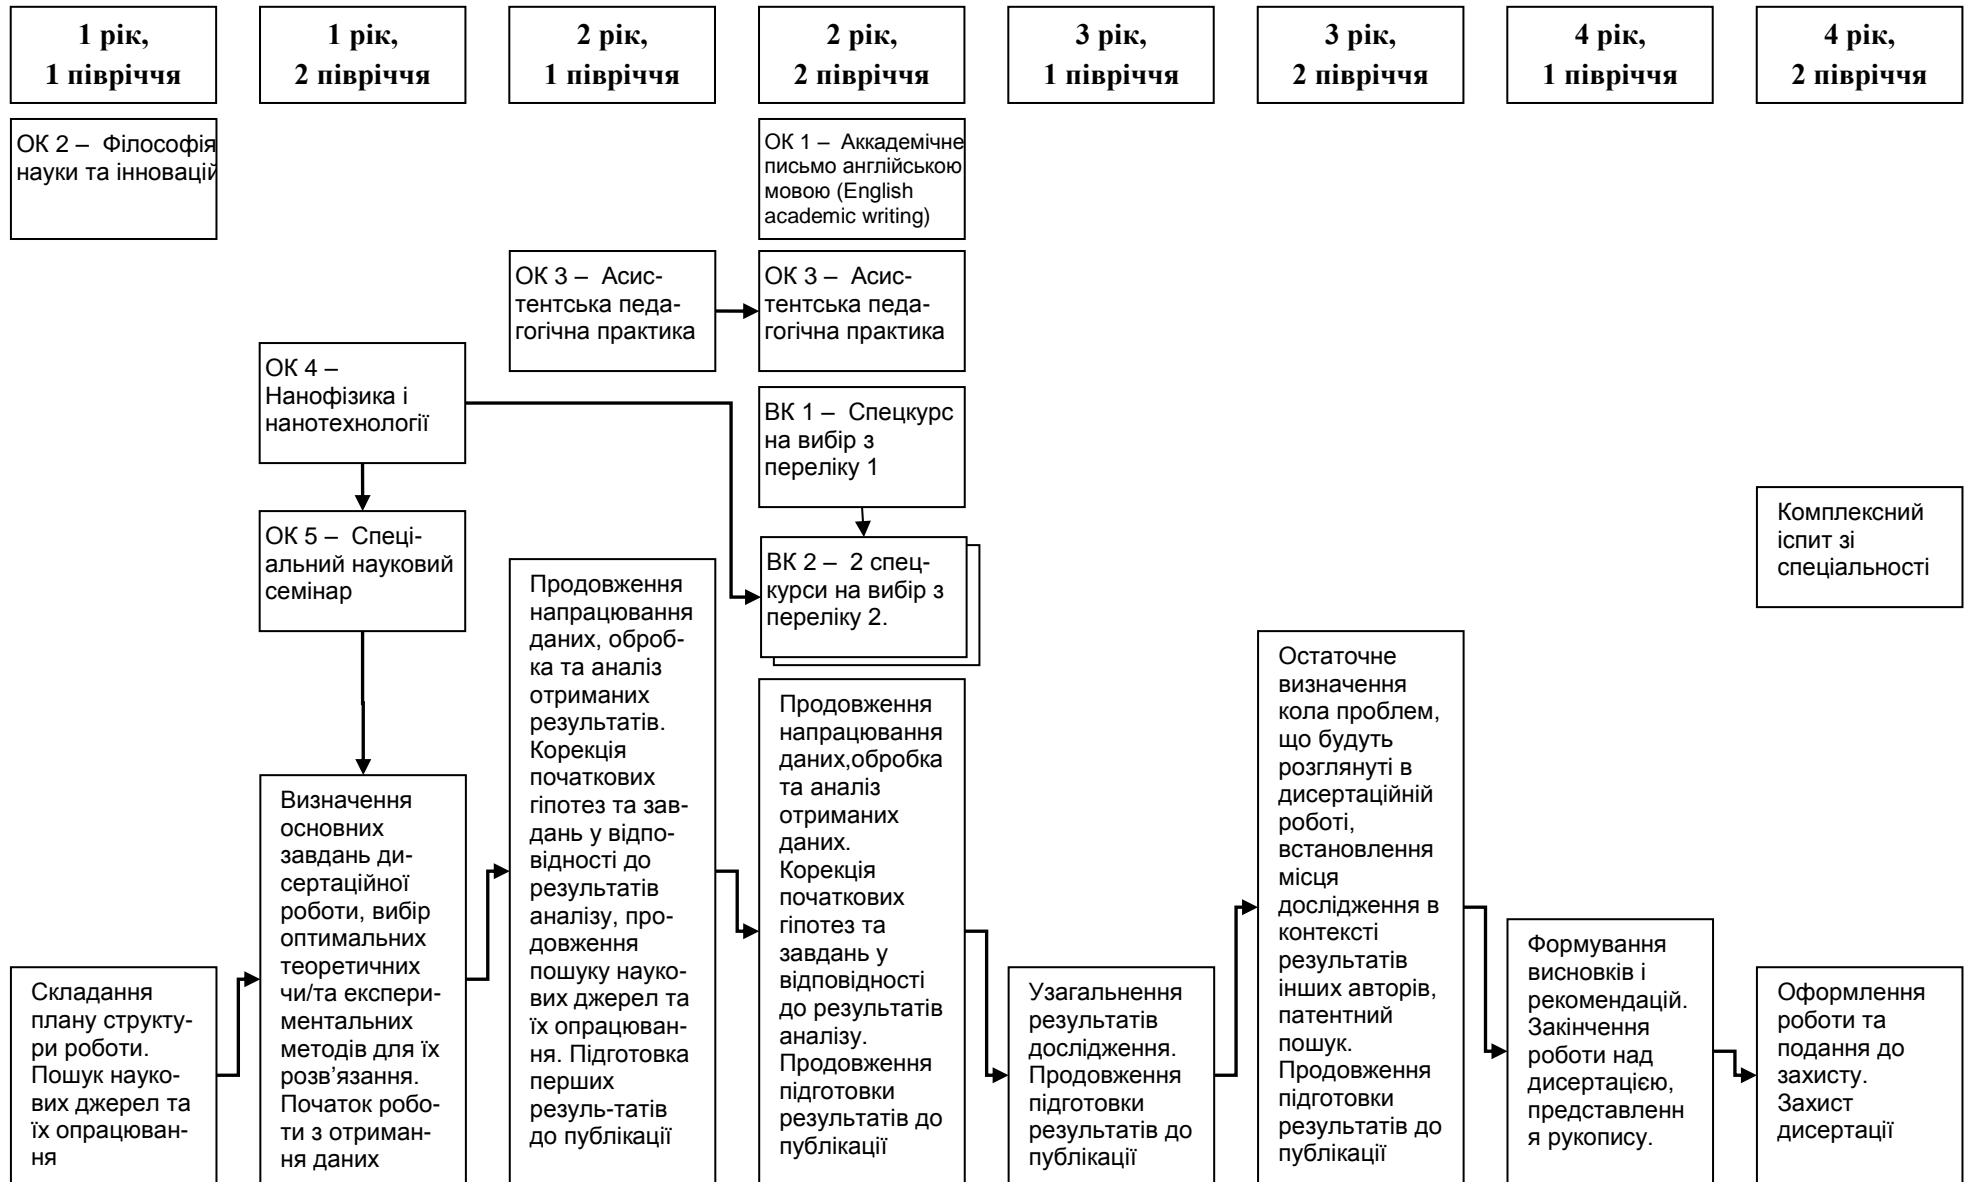 1 рік,
1 півріччя
1 рік,
2 півріччя
2 рік,
1 півріччя
2 рік,
2 півріччя
3 рік,
1 півріччя
3 рік,
2 півріччя
4 рік,
1 півріччя
4 рік,
2 півріччя
ОК 2 – Філософія
науки та інновацій
ОК 1 – Аккадемічне
письмо англійською
мовою (English
academic writing)
ОК 3 – Асис-
тентська педа-
гогічна практика
ОК 3 – Асис-
тентська педа-
гогічна практика
ОК 4 –
Нанофізика і
нанотехнології
ВК 1 – Спецкурс
на вибір з
переліку 1
ОК 5 – Спеці-
альний науковий
семінар
ВК 2 – 2 спец-
курси на вибір з
переліку 2.
Комплексний
іспит зі
спеціальності
Складання
плану структу-
ри роботи.
Пошук науко-
вих джерел та
їх опрацюван-
ня
Визначення
основних
завдань ди-
сертаційної
роботи, вибір
оптимальних
теоретичних
чи/та експери-
ментальних
методів для їх
розв’язання.
Початок робо-
ти з отриман-
ня даних
Продовження
напрацювання
даних, оброб-
ка та аналіз
отриманих
результатів.
Корекція
початкових
гіпотез та зав-
дань у відпо-
відності до
результатів
аналізу, про-
довження
пошуку науко-
вих джерел та
їх опрацюван-
ня. Підготовка
перших
резуль-татів
до публікації
Продовження
напрацювання
даних,обробка
та аналіз
отриманих
даних.
Корекція
початкових
гіпотез та
завдань у
відповідності
до результатів
аналізу.
Продовження
підготовки
результатів до
публікації
Узагальнення
результатів
дослідження.
Продовження
підготовки
результатів до
публікації
Остаточне
визначення
кола проблем,
що будуть
розглянуті в
дисертаційній
роботі,
встановлення
місця
дослідження в
контексті
результатів
інших авторів,
патентний
пошук.
Продовження
підготовки
результатів до
публікації
Формування
висновків і
рекомендацій.
Закінчення
роботи над
дисертацією,
представленн
я рукопису.
Оформлення
роботи та
подання до
захисту.
Захист
дисертації